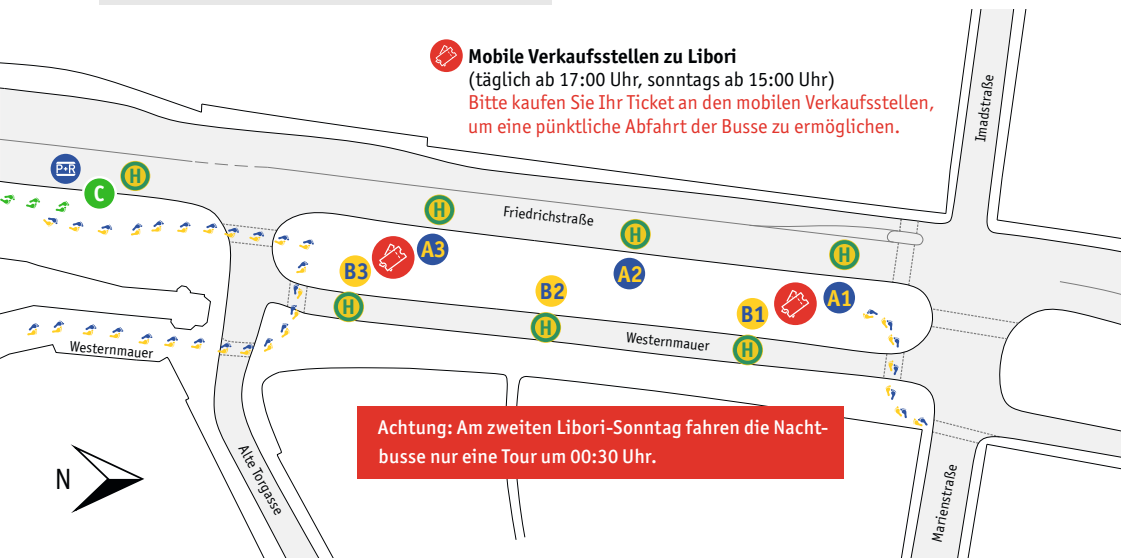 Mobile Verkaufsstellen zu Libori
(täglich ab 17:00 Uhr, sonntags ab 15:00 Uhr)
Bitte kaufen Sie Ihr Ticket an den mobilen Verkaufsstellen,
um eine pünktliche Abfahrt der Busse zu ermöglichen.
Imadstraße
P+R
C
H
H
Friedrichstraße
H
H
A3
B3
A2
B2
A1
B1
H
H
Westernmauer
H
Westernmauer
Achtung: Am zweiten Libori-Sonntag fahren die Nacht-
busse nur eine Tour um 00:30 Uhr.
N
Alte Torgasse
Marienstraße